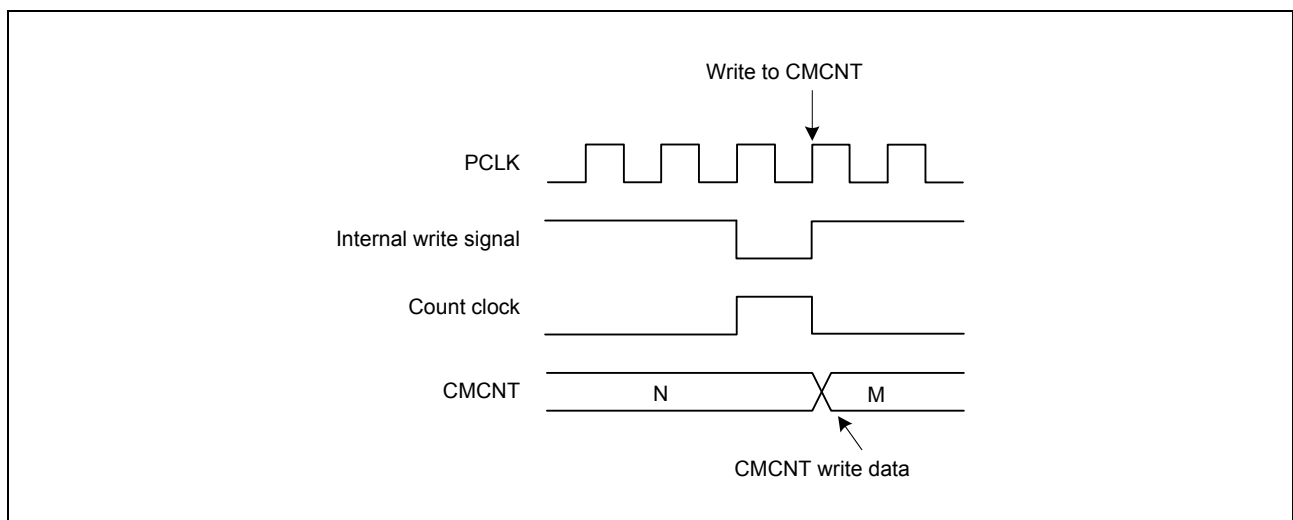 Write to CMCNT
PCLK
Internal write signal
Count clock
CMCNT
N
M
CMCNT write data